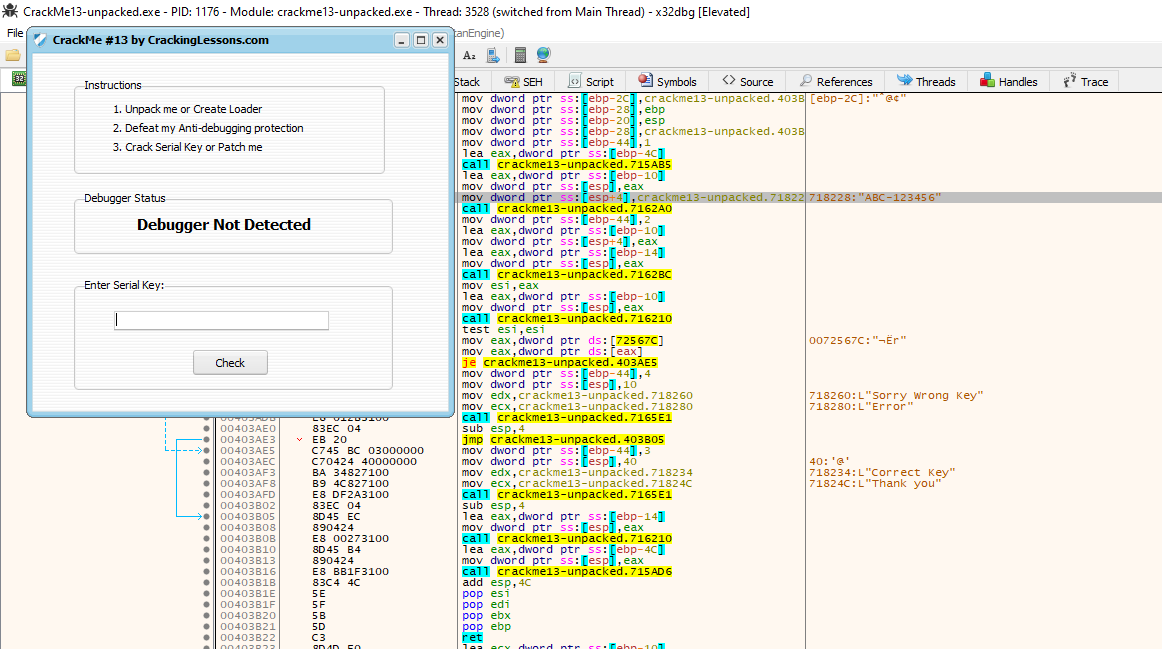 CrackMe13-unpacked.exe - PID: 1176 - Module: crackme13-unpacked.exe - Thread: 3528 (switched from Main Thread) - x32dbg [Elevated]
File
canEngine)
CrackMe #13 by CrackingLessons.com
Instructions
1. Unpack me or Create Loader
2. Defeat my Anti-debugging protection
3. Crack Serial Key or Patch me
Debugger Status
Debugger Not Detected
Enter Serial Key:
Check
Stack SEH Script Symbols Source References Threads Handles Trace
mov dword ptr ss:[ebp-2C],crackme13-unpacked.403B [ebp-2C]:"ˆ@¢"
mov dword ptr ss:[ebp-28],ebp
mov dword ptr ss:[ebp-20],esp
mov dword ptr ss:[ebp-28],crackme13-unpacked.403B
mov dword ptr ss:[ebp-44],1
lea eax,dword ptr ss:[ebp-4C]
call crackme13-unpacked.715AB5
lea eax,dword ptr ss:[ebp-10]
mov dword ptr ss:[esp],eax
mov dword ptr ss:[esp+4],crackme13-unpacked.71822 718228:"ABC-123456"
call crackme13-unpacked.7162A0
mov dword ptr ss:[ebp-44],2
lea eax,dword ptr ss:[ebp-10]
mov dword ptr ss:[esp+4],eax
lea eax,dword ptr ss:[ebp-14]
mov dword ptr ss:[esp],eax
call crackme13-unpacked.7162BC
mov esi,eax
lea eax,dword ptr ss:[ebp-10]
mov dword ptr ss:[esp],eax
call crackme13-unpacked.716210
test esi,esi
mov eax,dword ptr ds:[72567C] 0072567C:"¬Ër"
mov eax,dword ptr ds:[eax]
je crackme13-unpacked.403AE5
mov dword ptr ss:[ebp-44],4
mov dword ptr ss:[esp],10
mov edx,crackme13-unpacked.718260 718260:L"Sorry Wrong Key"
mov ecx,crackme13-unpacked.718280 718280:L"Error"
call crackme13-unpacked.7165E1
00403AE0 83EC 04 sub esp,4
00403AE3 EB 20 jmp crackme13-unpacked.403B05
00403AE5 C745 BC 03000000 mov dword ptr ss:[ebp-44],3
00403AEC C70424 40000000 mov dword ptr ss:[esp],40 40:'@'
00403AF3 BA 34827100 mov edx,crackme13-unpacked.718234 718234:L"Correct Key"
00403AF8 B9 4C827100 mov ecx,crackme13-unpacked.71824C 71824C:L"Thank you"
00403AFD E8 DF2A3100 call crackme13-unpacked.7165E1
00403B02 83EC 04 sub esp,4
00403B05 8D45 EC lea eax,dword ptr ss:[ebp-14]
00403B08 890424 mov dword ptr ss:[esp],eax
00403B0B E8 00273100 call crackme13-unpacked.716210
00403B10 8D45 B4 lea eax,dword ptr ss:[ebp-4C]
00403B13 890424 mov dword ptr ss:[esp],eax
00403B16 E8 BB1F3100 call crackme13-unpacked.715AD6
00403B1B 83C4 4C add esp,4C
00403B1E 5E pop esi
00403B1F 5F pop edi
00403B20 5B pop ebx
00403B21 5D pop ebp
00403B22 C3 ret